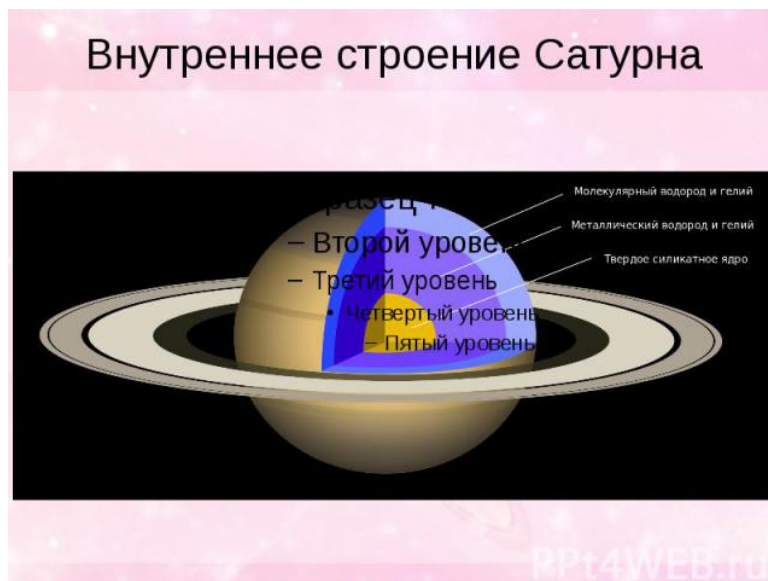 Внутреннее строение Сатурна
Молекулярный водород и гелий
Металлический водород и гелий
Твердое силикатное ядро
– Второй уровень
– Третий уровень
• Четвертый уровень
– Пятый уровень
PPt4WEB.ru